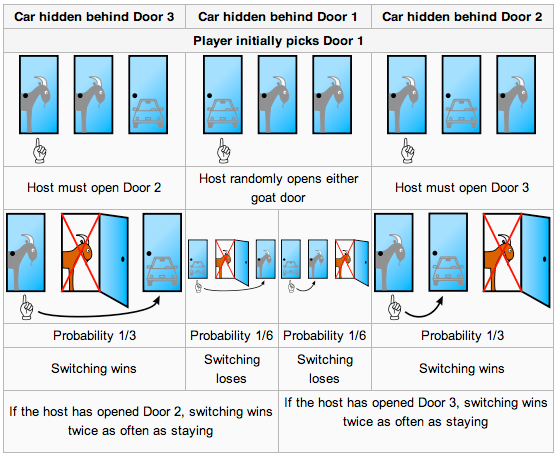 Car hidden behind Door 3
Car hidden behind Door 1
Car hidden behind Door 2
Player initially picks Door 1
Host must open Door 2
Host randomly opens either
goat door
Host must open Door 3
Probability 1/3
Probability 1/6
Probability 1/6
Probability 1/3
Switching wins
Switching
loses
Switching
loses
Switching wins
If the host has opened Door 2, switching wins
twice as often as staying
If the host has opened Door 3, switching wins
twice as often as staying